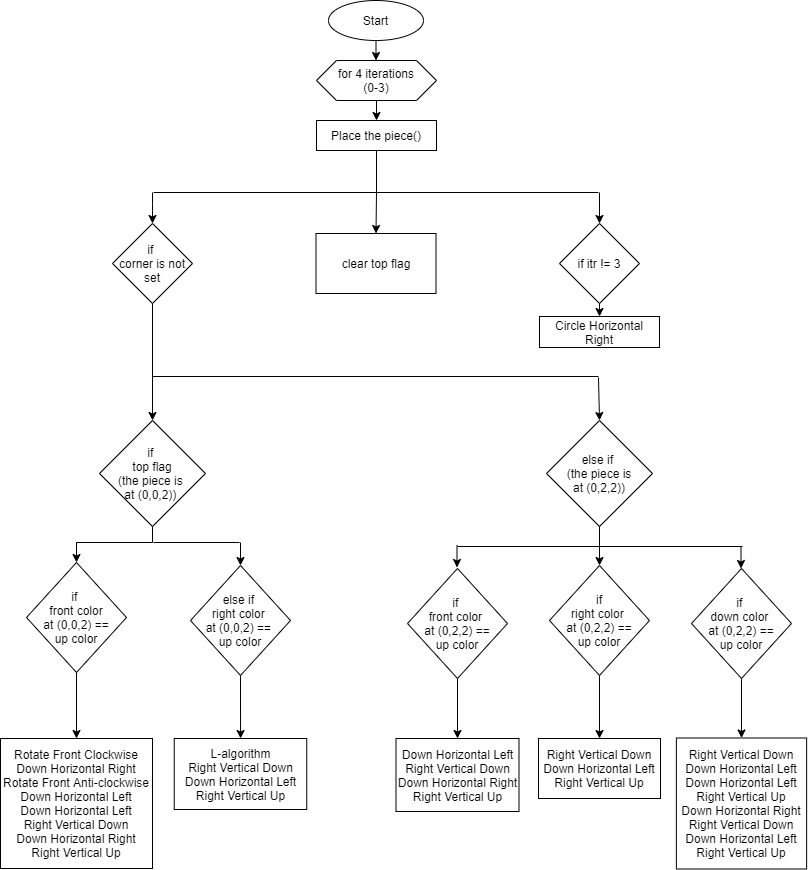 Start
for 4 iterations
(0-3)
Place the piece()
if
corner is not
set
clear top flag
if itr != 3
Circle Horizontal
Right
if
top flag
(the piece is
at (0,0,2))
else if
(the piece is
at (0,2,2))
if
front color
at (0,0,2) ==
up color
else if
right color
at (0,0,2) ==
up color
if
front color
at (0,2,2) ==
up color
if
right color
at (0,2,2) ==
up color
if
down color
at (0,2,2) ==
up color
Rotate Front Clockwise
Down Horizontal Right
Rotate Front Anti-clockwise
Down Horizontal Left
Down Horizontal Left
Right Vertical Down
Down Horizontal Right
Right Vertical Up
L-algorithm
Right Vertical Down
Down Horizontal Left
Right Vertical Up
Down Horizontal Left
Right Vertical Down
Down Horizontal Right
Right Vertical Up
Right Vertical Down
Down Horizontal Left
Right Vertical Up
Right Vertical Down
Down Horizontal Left
Down Horizontal Left
Right Vertical Up
Down Horizontal Right
Right Vertical Down
Down Horizontal Left
Right Vertical Up